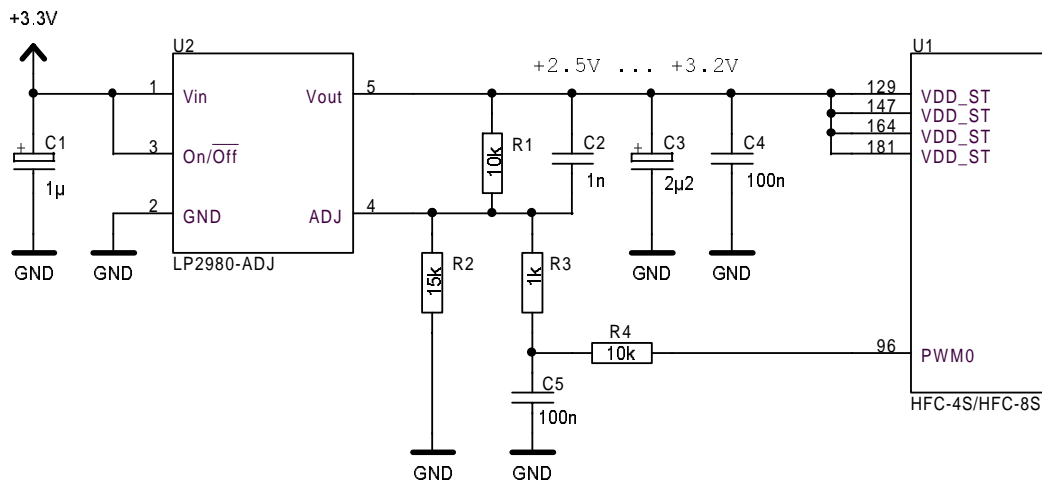 +3.3V
U2
U1
+2.5V ... +3.2V
1
Vin
Vout
5
129
VDD_ST
147
VDD_ST
164
VDD_ST
181
VDD_ST
+
C1
1µ
3
On/Off
R1
10k
C2
1n
+
C3
2µ2
C4
100n
2
GND
ADJ
4
GND
GND
LP2980-ADJ
R2
15k
R3
1k
GND
GND
R4
10k
96
PWM0
C5
100n
HFC-4S/HFC-8S
GND
GND